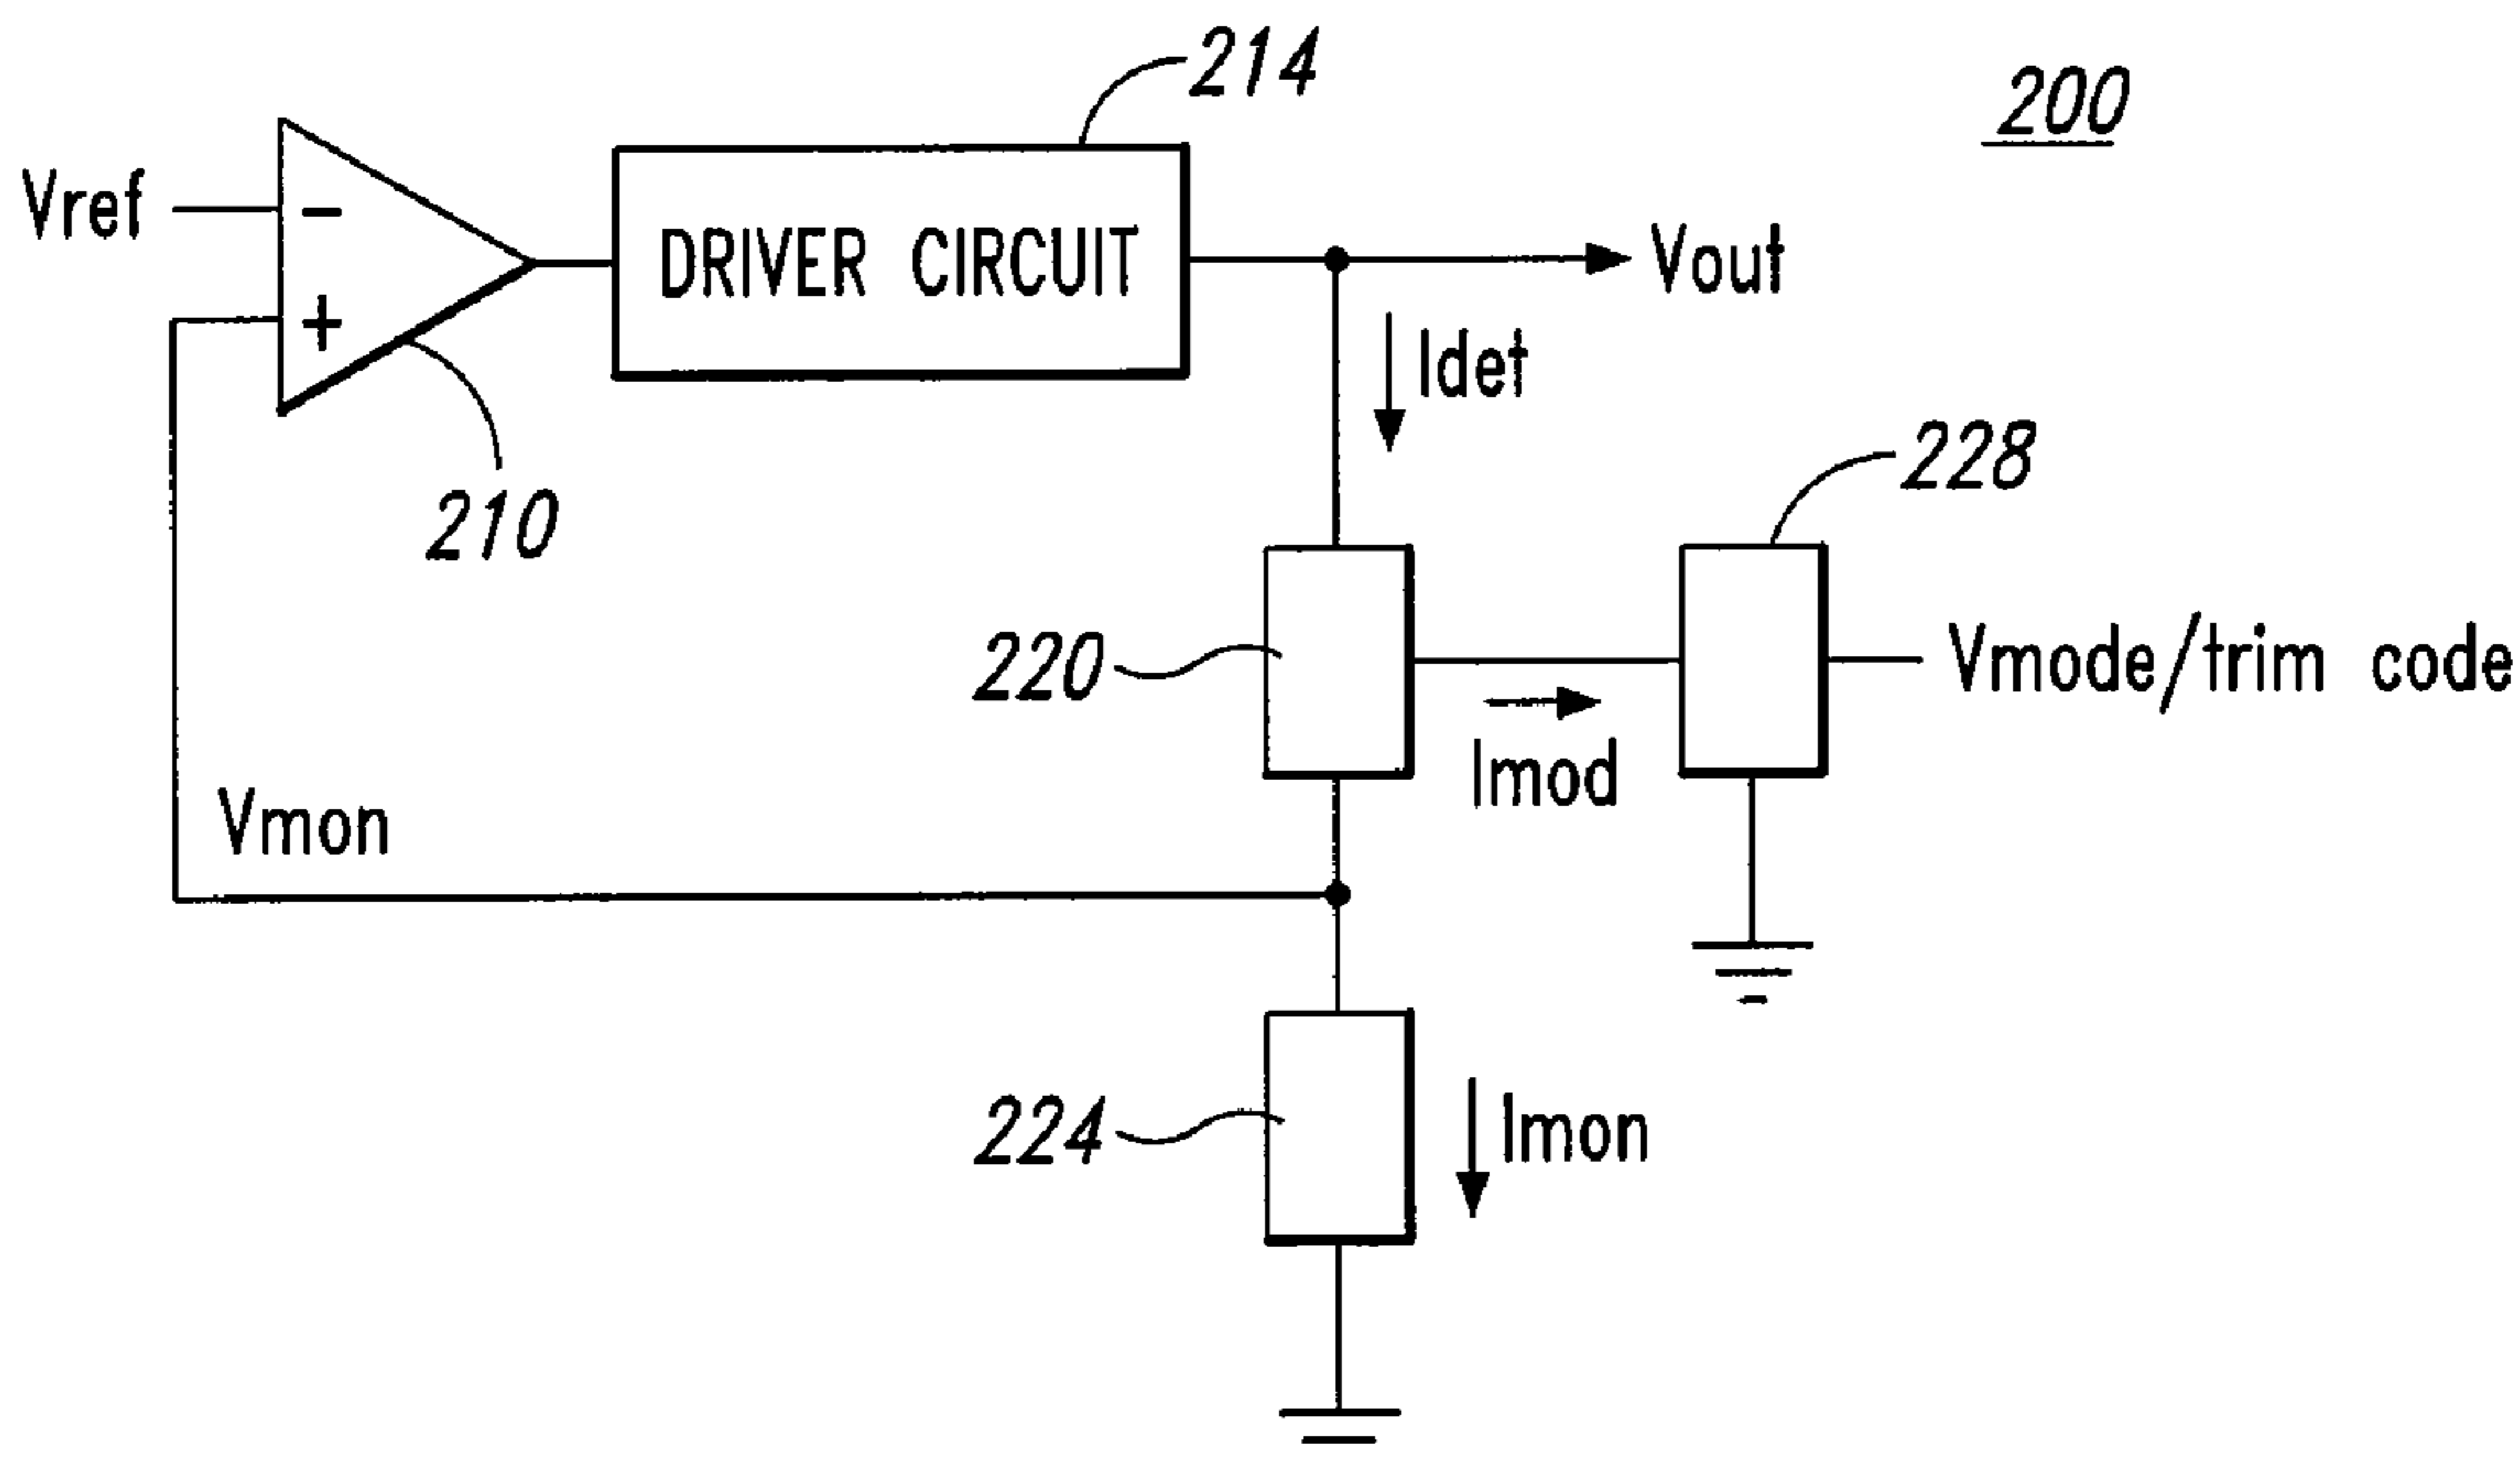 214
200
Vref
−
+
DRIVER CIRCUIT
Vout
Idet
210
228
220
Vmode/trim code
Imod
Vmon
224
Imon